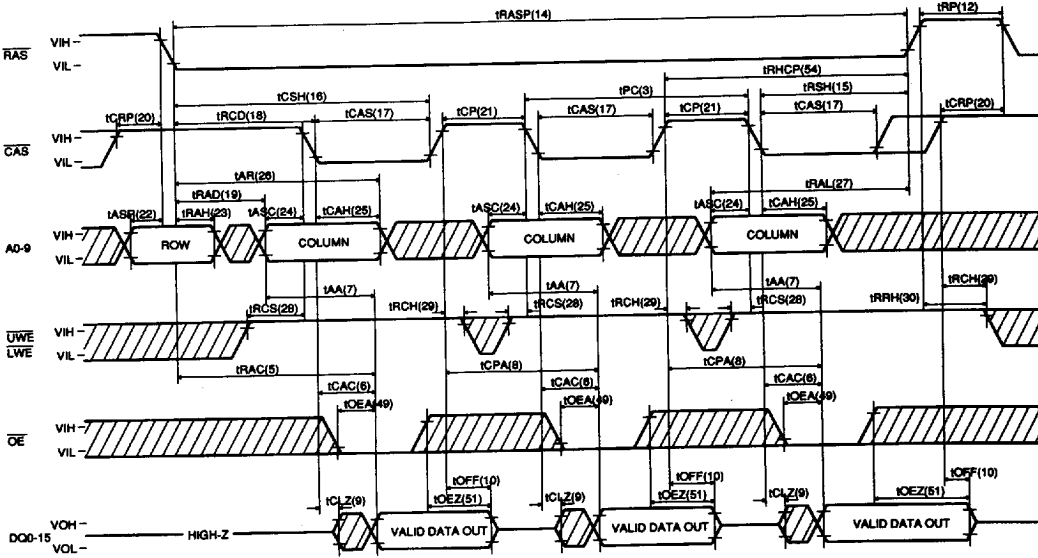 tRASP(14)
tRP(12)
RAS
VIH
VIL
tRHCP(54)
tCSH(16)
tPC(3)
tRSH(15)
tCRP(20)
tRCD(18)
tCAS(17)
tCP(21)
tCAS(17)
tCP(21)
tCAS(17)
tCRP(20)
CAS
VIH
VIL
tAR(26)
tRAD(19)
tRAL(27)
tASR(22)
tRAH(23)
tASC(24)
tCAH(25)
tASC(24)
tCAH(25)
tASC(24)
tCAH(25)
A0-9
VIH
VIL
ROW
COLUMN
COLUMN
COLUMN
tAA(7)
tAA(7)
tAA(7)
tRCS(28)
tRCH(29)
tRCS(28)
tRCH(29)
tRCS(28)
tRCH(29)
tRRH(30)
UWE
LWE
VIH
VIL
tRAC(5)
tCPA(8)
tCPA(8)
tCAC(6)
tCAC(6)
tCAC(6)
tOEA(49)
tOEA(49)
tOEA(49)
OE
VIH
VIL
tOFF(10)
tOFF(10)
tOFF(10)
tCLZ(9)
tOEZ(51)
tCLZ(9)
tOEZ(51)
tCLZ(9)
tOEZ(51)
DQ0-15
VOH
VOL
HIGH-Z
VALID DATA OUT
VALID DATA OUT
VALID DATA OUT